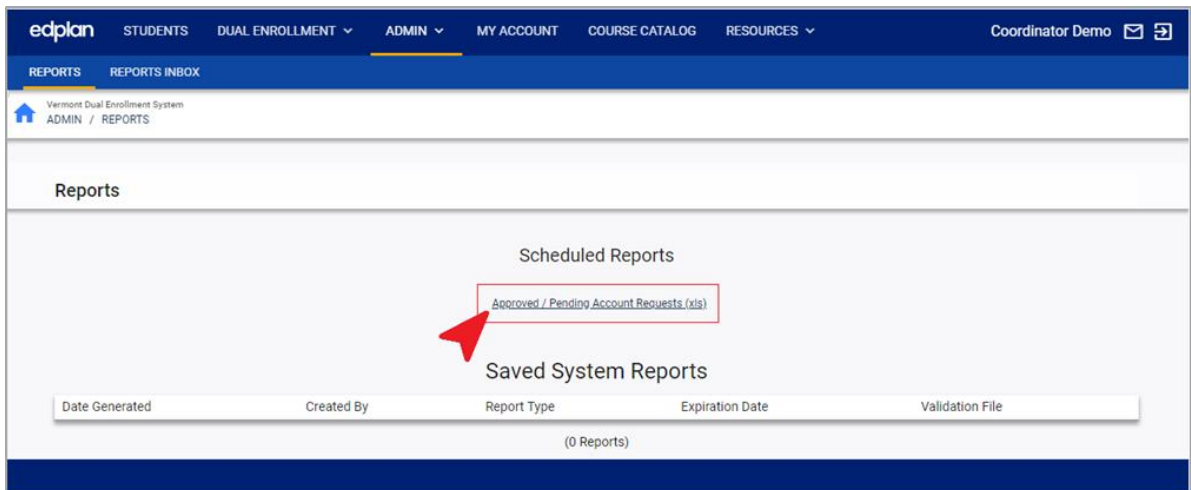 edplan STUDENTS DUAL ENROLLMENT ADMIN MY ACCOUNT COURSE CATALOG RESOURCES Coordinator Demo
REPORTS REPORTS INBOX
Vermont Dual Enrollment System
ADMIN / REPORTS
Reports
Scheduled Reports
Approved / Pending Account Requests (xls)
Saved System Reports
Date Generated Created By Report Type Expiration Date Validation File
(0 Reports)